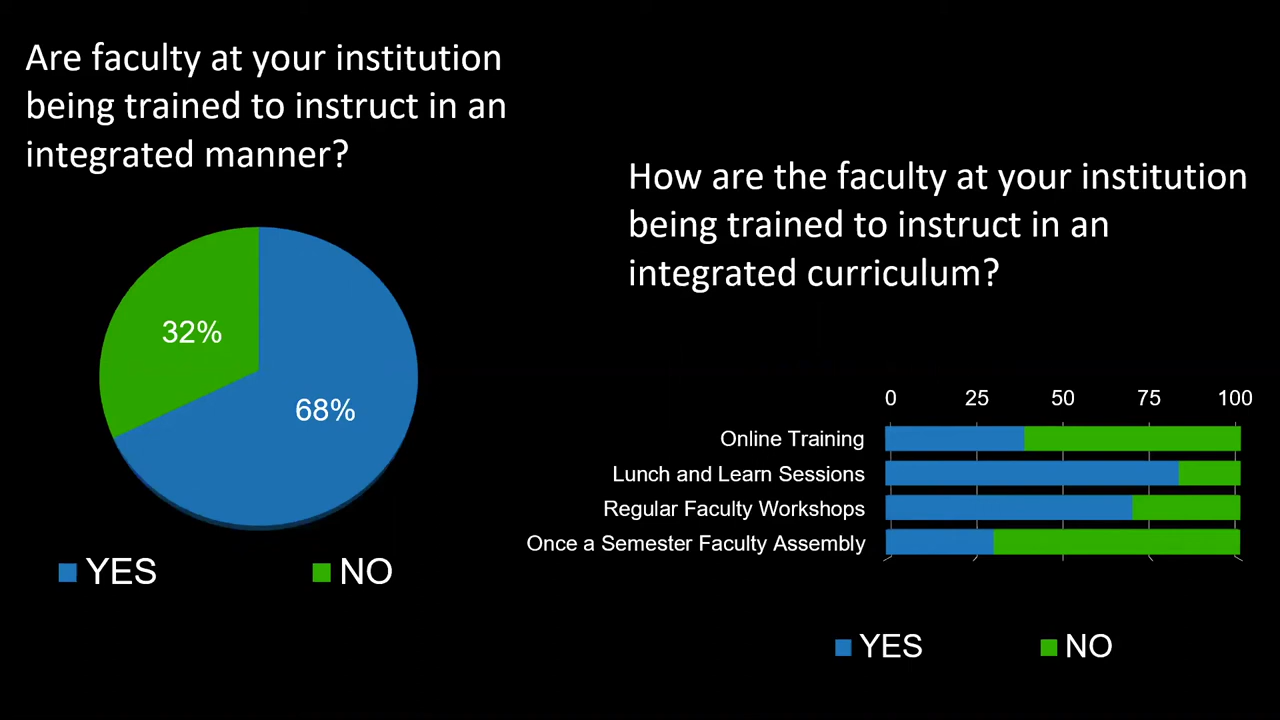 Are faculty at your institution
being trained to instruct in an
integrated manner?
32%
68%
YES NO
How are the faculty at your institution
being trained to instruct in an
integrated curriculum?
0 25 50 75 100
Online Training
Lunch and Learn Sessions
Regular Faculty Workshops
Once a Semester Faculty Assembly
YES NO